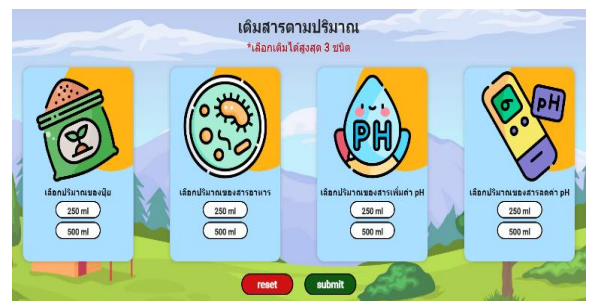 เติมสารตามปริมาณ
*เลือกเติมได้สูงสุด 3 ชนิด
PH
σ
pH
เลือกปริมาณของปุ๋ย
เลือกปริมาณของสารอาหาร
เลือกปริมาณของสารเพิ่มค่า pH
เลือกปริมาณของสารลดค่า pH
250 ml
250 ml
250 ml
250 ml
500 ml
500 ml
500 ml
500 ml
reset
submit